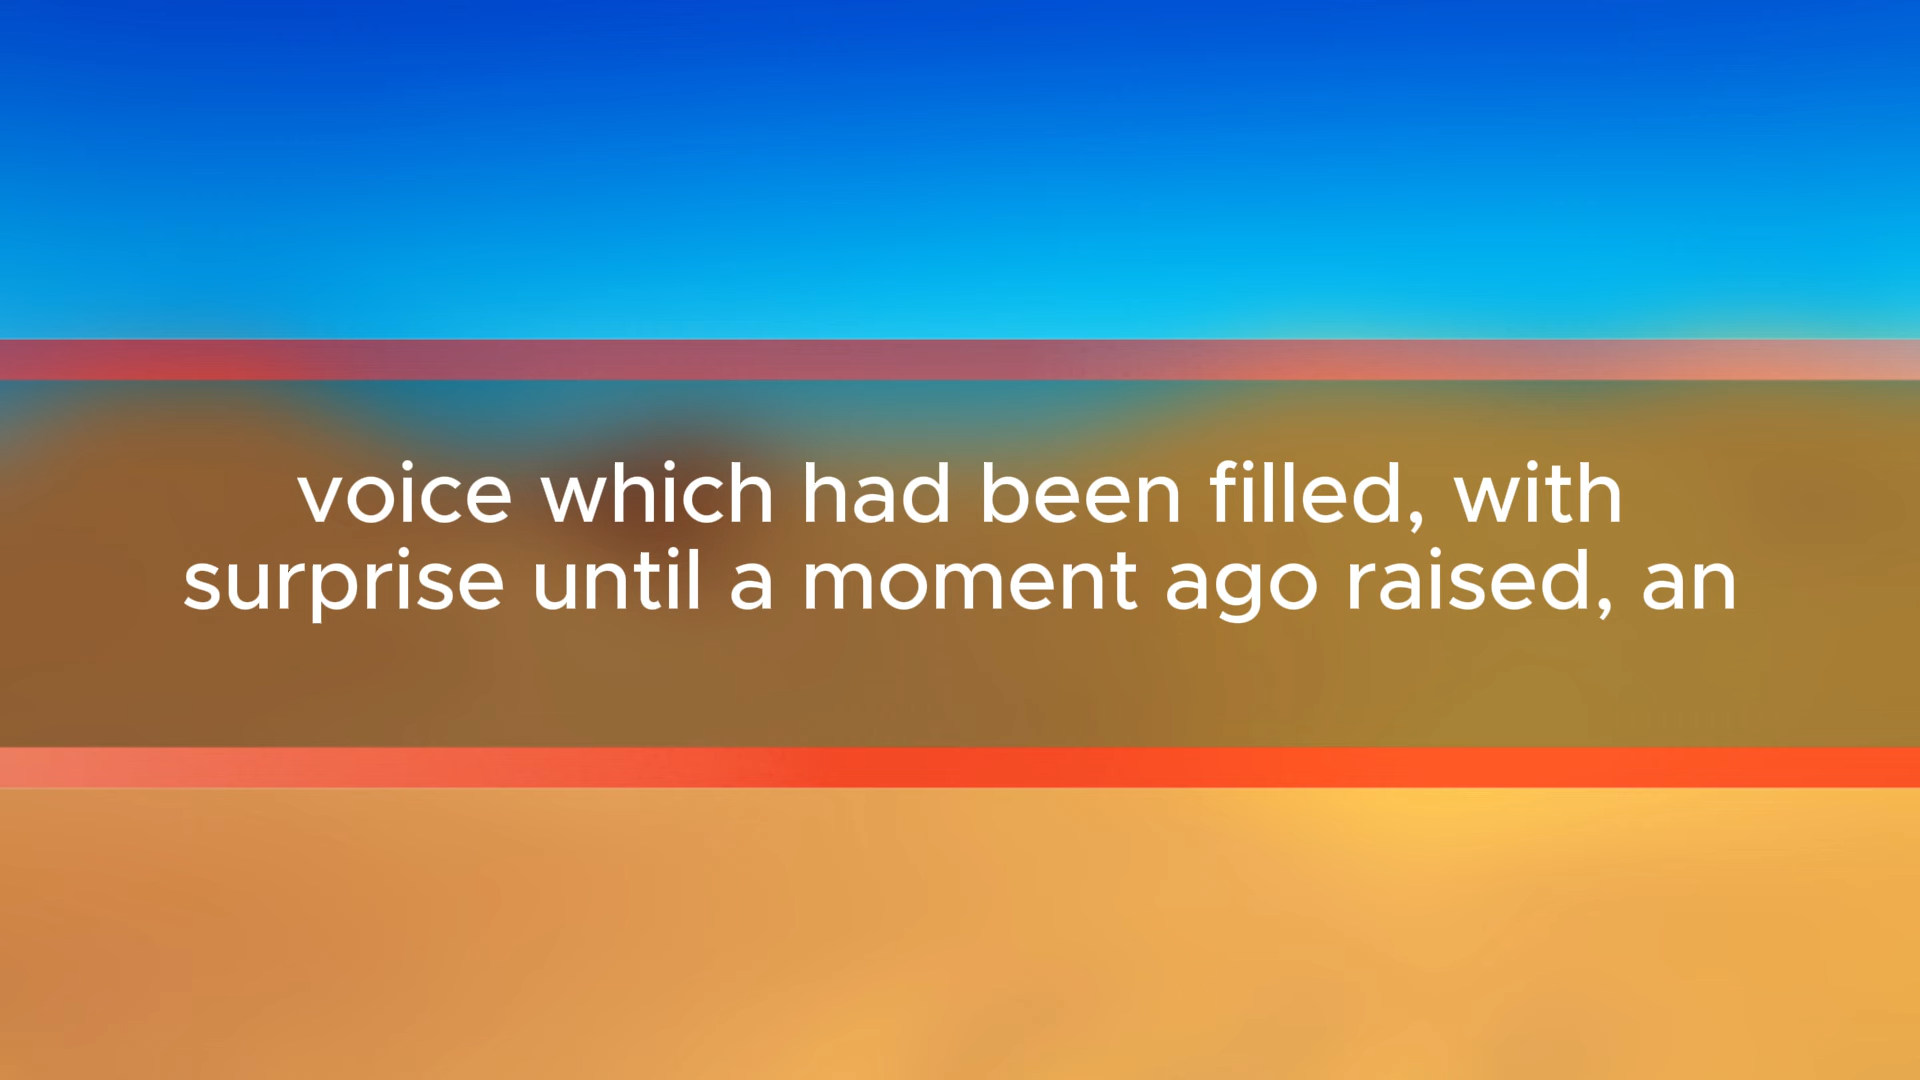 voice which had been filled, with
surprise until a moment ago raised, an